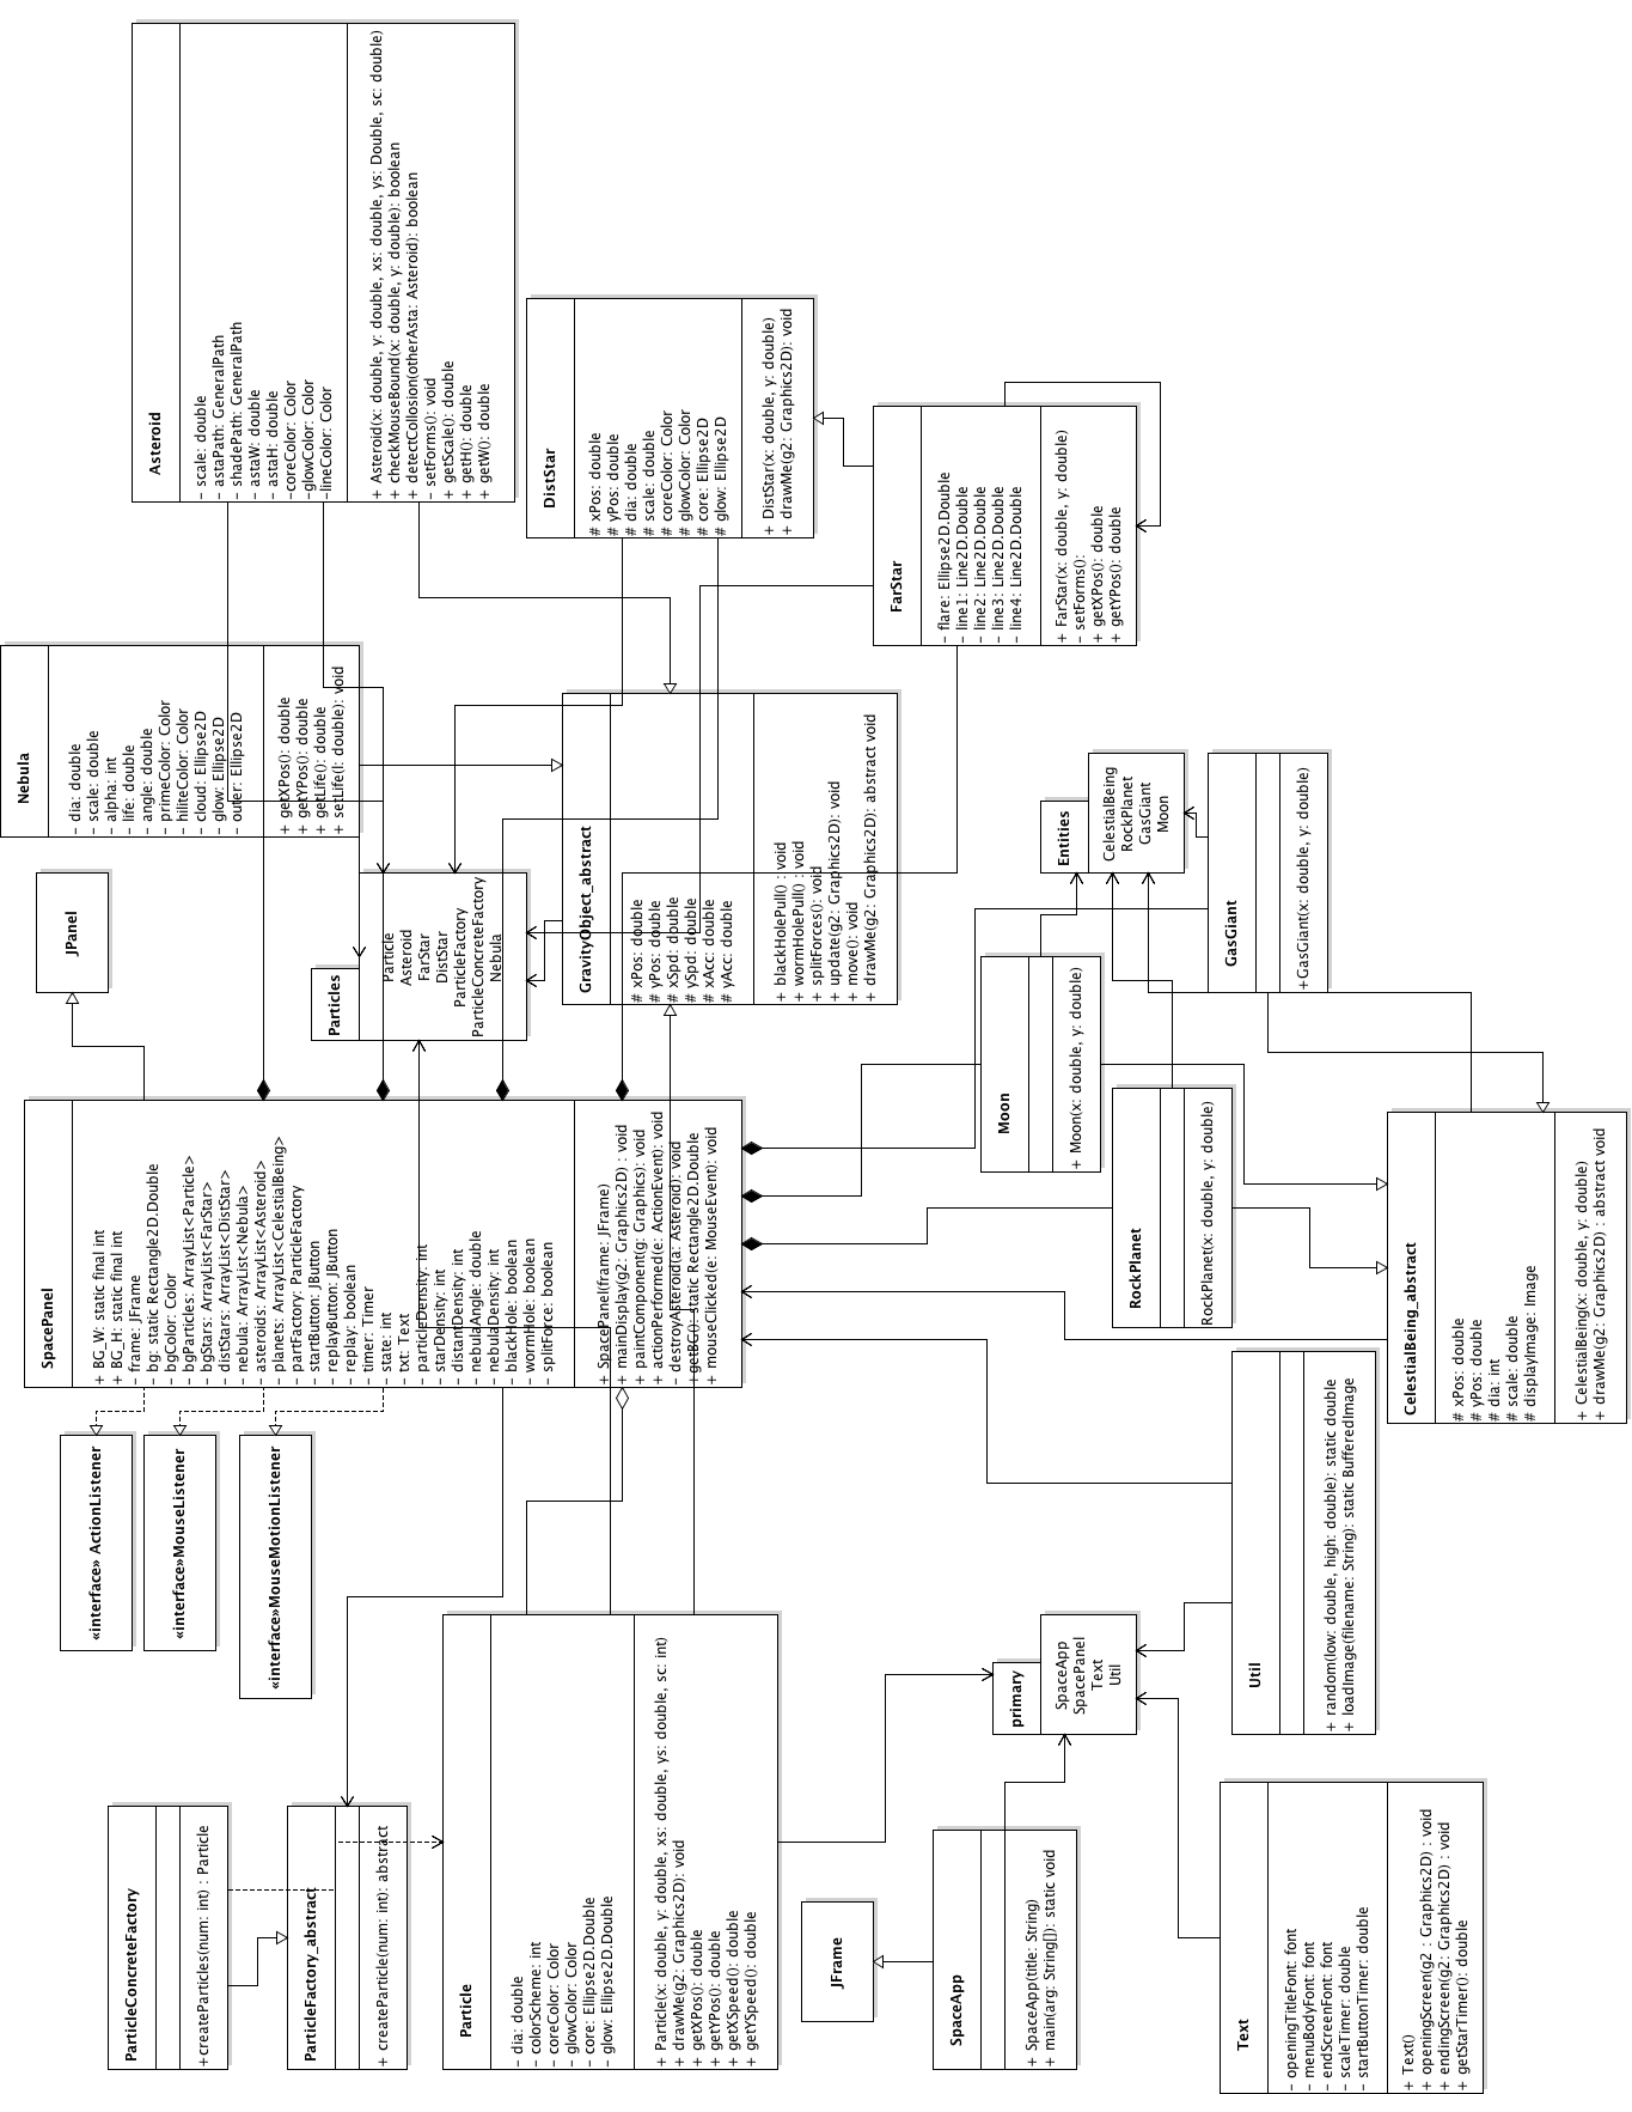 ParticleConcreteFactory
+createParticles(num: int) : Particle
ParticleFactory_abstract
+ createParticle(num: int): abstract
«interface» ActionListener
«interface»MouseListener
«interface»MouseMotionListener
SpacePanel
+ BG_W: static final int
+ BG_H: static final int
– frame: JFrame
– bg: static Rectangle2D.Double
– bgColor: Color
– bgParticles: ArrayList<Particle>
– bgStars: ArrayList<FarStar>
– distStars: ArrayList<DistStar>
– nebula: ArrayList<Nebula>
– asteroids: ArrayList<Asteroid>
– planets: ArrayList<CelestialBeing>
– partFactory: ParticleFactory
– startButton: JButton
– replayButton: JButton
– replay: boolean
– timer: Timer
– state: int
– txt: Text
– particleDensity: int
– starDensity: int
– distantDensity: int
– nebulaAngle: double
– nebulaDensity: int
– blackHole: boolean
– wormHole: boolean
– splitForce: boolean
+ SpacePanel(frame: JFrame)
+ mainDisplay(g2: Graphics2D) : void
+ paintComponent(g: Graphics): void
+ actionPerformed(e: ActionEvent): void
– destroyAsteroid(a: Asteroid): void
+getBG(): static Rectangle2D.Double
+ mouseClicked(e: MouseEvent): void
JPanel
Nebula
– dia: double
– scale: double
– alpha: int
– life: double
– angle: double
– primeColor: Color
– hiliteColor: Color
– cloud: Ellipse2D
– glow: Ellipse2D
– outer: Ellipse2D
+ getXPos(): double
+ getYPos(): double
+ getLife(): double
+ setLife(l: double): void
Asteroid
– scale: double
– astaPath: GeneralPath
– shadePath: GeneralPath
– astaW: double
– astaH: double
–coreColor: Color
–glowColor: Color
–lineColor: Color
+ Asteroid(x: double, y: double, xs: double, ys: Double, sc: double)
+ checkMouseBound(x: double, y: double): boolean
+ detectCollision(otherAsta: Asteroid): boolean
– setForms(): void
+ getScale(): double
+ getH(): double
+ getW(): double
Particles
Particle
Asteroid
FarStar
DistStar
ParticleFactory
ParticleConcreteFactory
Nebula
Particle
– dia: double
– colorScheme: int
– coreColor: Color
– glowColor: Color
– core: Ellipse2D.Double
– glow: Ellipse2D.Double
+ Particle(x: double, y: double, xs: double, ys: double, sc: int)
+ drawMe(g2: Graphics2D): void
+ getXPos(): double
+ getYPos(): double
+ getXSpeed(): double
+ getYSpeed(): double
GravityObject_abstract
# xPos: double
# yPos: double
# xSpd: double
# ySpd: double
# xAcc: double
# yAcc: double
+ blackHolePull() : void
+ wormHolePull() : void
+ splitForces(): void
+ update(g2: Graphics2D): void
+ move(): void
+ drawMe(g2: Graphics2D): abstract void
DistStar
# xPos: double
# yPos: double
# dia: double
# scale: double
# coreColor: Color
# glowColor: Color
# core: Ellipse2D
# glow: Ellipse2D
+ DistStar(x: double, y: double)
+ drawMe(g2: Graphics2D): void
FarStar
– flare: Ellipse2D.Double
– line1: Line2D.Double
– line2: Line2D.Double
– line3: Line2D.Double
– line4: Line2D.Double
+ FarStar(x: double, y: double)
– setForms():
+ getXPos(): double
+ getYPos(): double
JFrame
SpaceApp
+ SpaceApp(title: String)
+ main(arg: String[]): static void
primary
SpaceApp
SpacePanel
Text
Util
Moon
+ Moon(x: double, y: double)
Entities
CelestialBeing
RockPlanet
GasGiant
Moon
RockPlanet
RockPlanet(x: double, y: double)
GasGiant
+GasGiant(x: double, y: double)
Text
– openingTitleFont: font
– menuBodyFont: font
– endScreenFont: font
– scaleTimer: double
– startButtonTimer: double
+ Text()
+ openingScreen(g2 : Graphics2D) : void
+ endingScreen(g2: Graphics2D) : void
+ getStarTimer(): double
Util
+ random(low: double, high: double): static double
+ loadImage(filename: String): static BufferedImage
CelestialBeing_abstract
# xPos: double
# yPos: double
# dia: int
# scale: double
# displayImage: Image
+ CelestialBeing(x: double, y: double)
+ drawMe(g2: Graphics2D) : abstract void